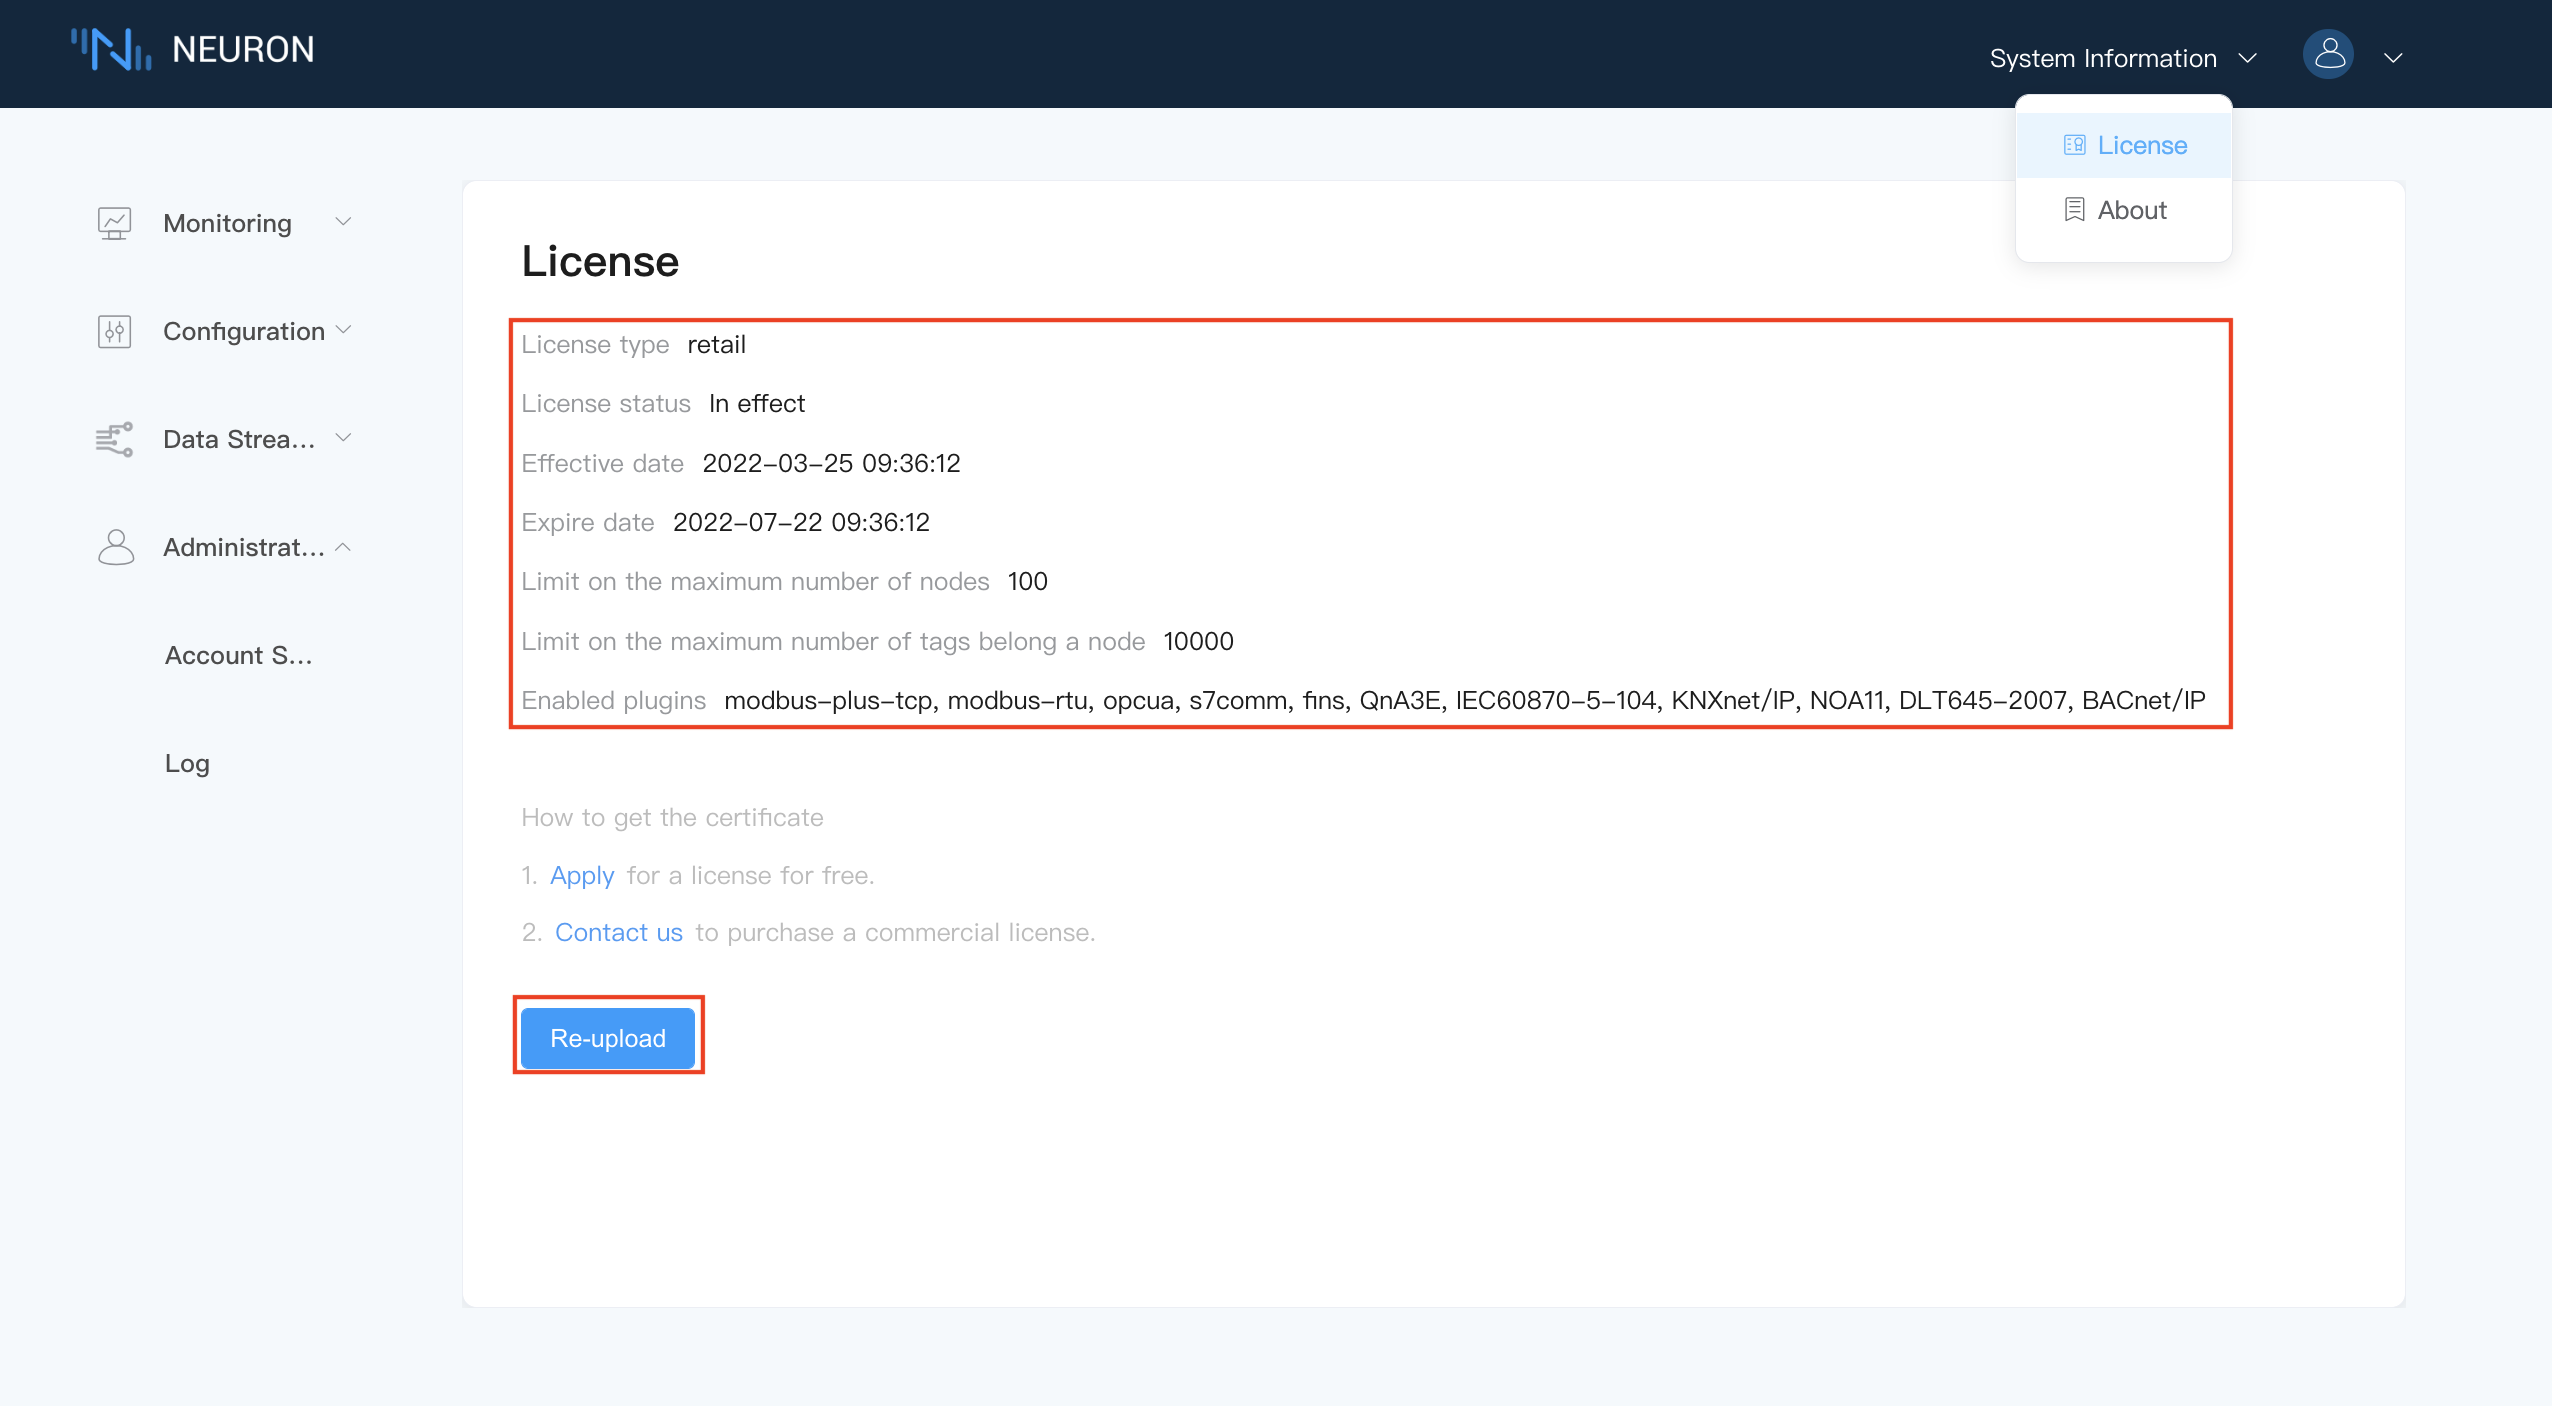 NEURON
System Information
License
About
Monitoring
Configuration
Data Strea...
Administrat...
Account S...
Log
License
License type retail
License status In effect
Effective date 2022-03-25 09:36:12
Expire date 2022-07-22 09:36:12
Limit on the maximum number of nodes 100
Limit on the maximum number of tags belong a node 10000
Enabled plugins modbus-plus-tcp, modbus-rtu, opcua, s7comm, fins, QnA3E, IEC60870-5-104, KNXnet/IP, NOA11, DLT645-2007, BACnet/IP
How to get the certificate
1. Apply for a license for free.
2. Contact us to purchase a commercial license.
Re-upload